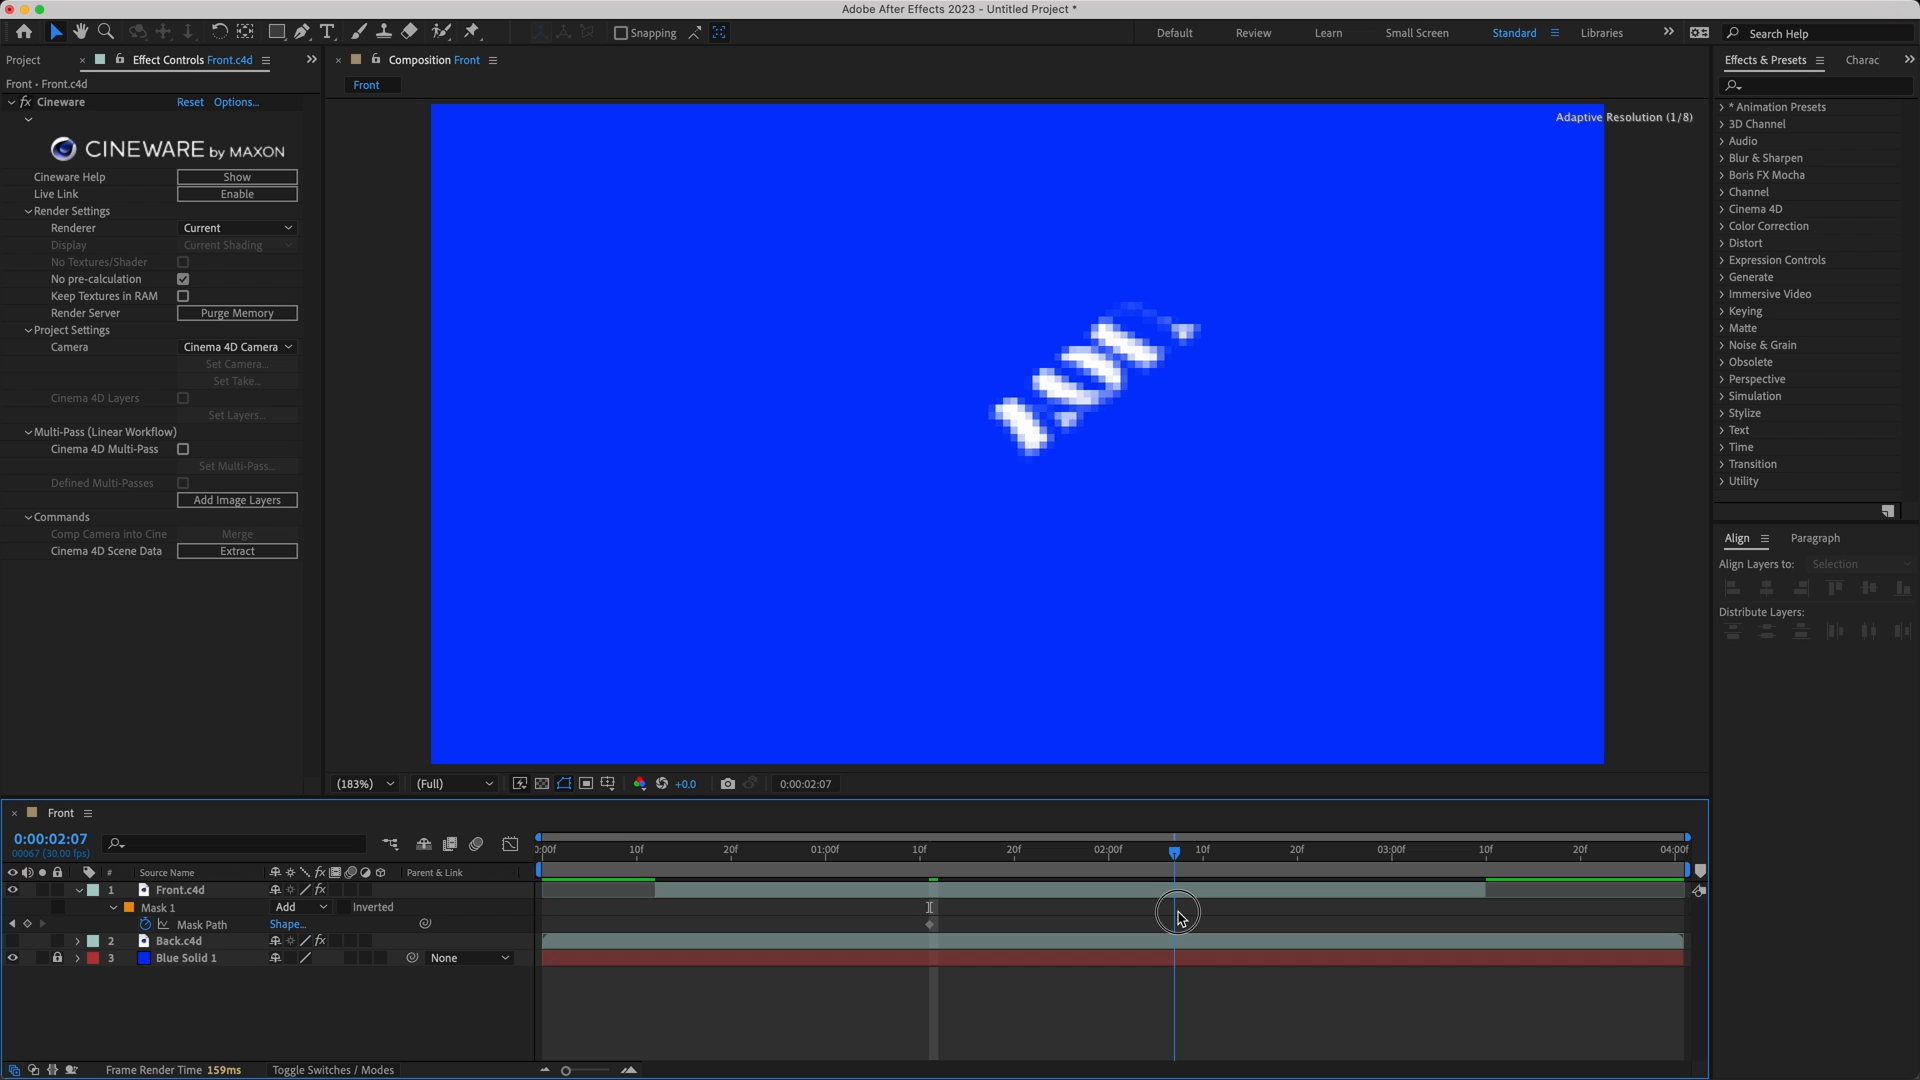 Adobe After Effects 2023 - Untitled Project *
Snapping
Default
Review
Learn
Small Screen
Standard
Libraries
Search Help
Project
Effect Controls Front.c4d
Composition Front
Effects & Presets
Charac
Front • Front.c4d
Front
fx Cineware
Reset
Options...
CINEWARE by MAXON
Cineware Help
Show
Live Link
Enable
Render Settings
Renderer
Current
Display
Current Shading
No Textures/Shader
No pre-calculation
Keep Textures in RAM
Render Server
Purge Memory
Project Settings
Camera
Cinema 4D Camera
Set Camera...
Set Take...
Cinema 4D Layers
Set Layers...
Multi-Pass (Linear Workflow)
Cinema 4D Multi-Pass
Set Multi-Pass...
Defined Multi-Passes
Add Image Layers
Commands
Comp Camera into Cine
Merge
Cinema 4D Scene Data
Extract
Adaptive Resolution (1/8)
* Animation Presets
3D Channel
Audio
Blur & Sharpen
Boris FX Mocha
Channel
Cinema 4D
Color Correction
Distort
Expression Controls
Generate
Immersive Video
Keying
Matte
Noise & Grain
Obsolete
Perspective
Simulation
Stylize
Text
Time
Transition
Utility
Align
Paragraph
Align Layers to:
Selection
Distribute Layers:
(183%)
(Full)
+0.0
0:00:02:07
Front
0:00:02:07
00067 (30.00 fps)
:00f
10f
20f
01:00f
10f
20f
02:00f
10f
20f
03:00f
10f
20f
04:00f
#
Source Name
fx
Parent & Link
1
Front.c4d
fx
Mask 1
Add
Inverted
Mask Path
Shape...
2
Back.c4d
fx
3
Blue Solid 1
None
Frame Render Time 159ms
Toggle Switches / Modes